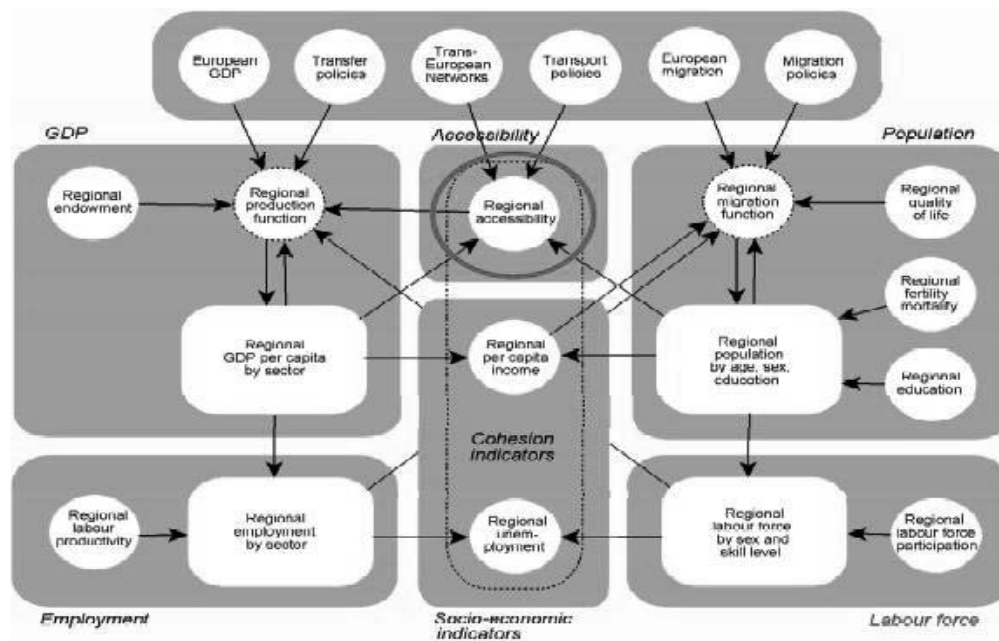 European
GDP
Transfer
policies
Trans-
European
Networks
Transport
policies
European
migration
Migration
policies
GDP
Accessibility
Population
Regional
endowment
Regional
production
function
Regional
accessibility
Regional
migration
function
Regional
quality
of life
Regional
fertility
mortality
Regional
GDP per capita
by sector
Regional
per capita
income
Regional
population
by age, sex,
education
Regional
education
Cohesion
indicators
Regional
labour
productivity
Regional
employment
by sector
Regional
unem-
ployment
Regional
labour force
by sex and
skill level
Regional
labour force
participation
Employment
Socio-economic
indicators
Labour force